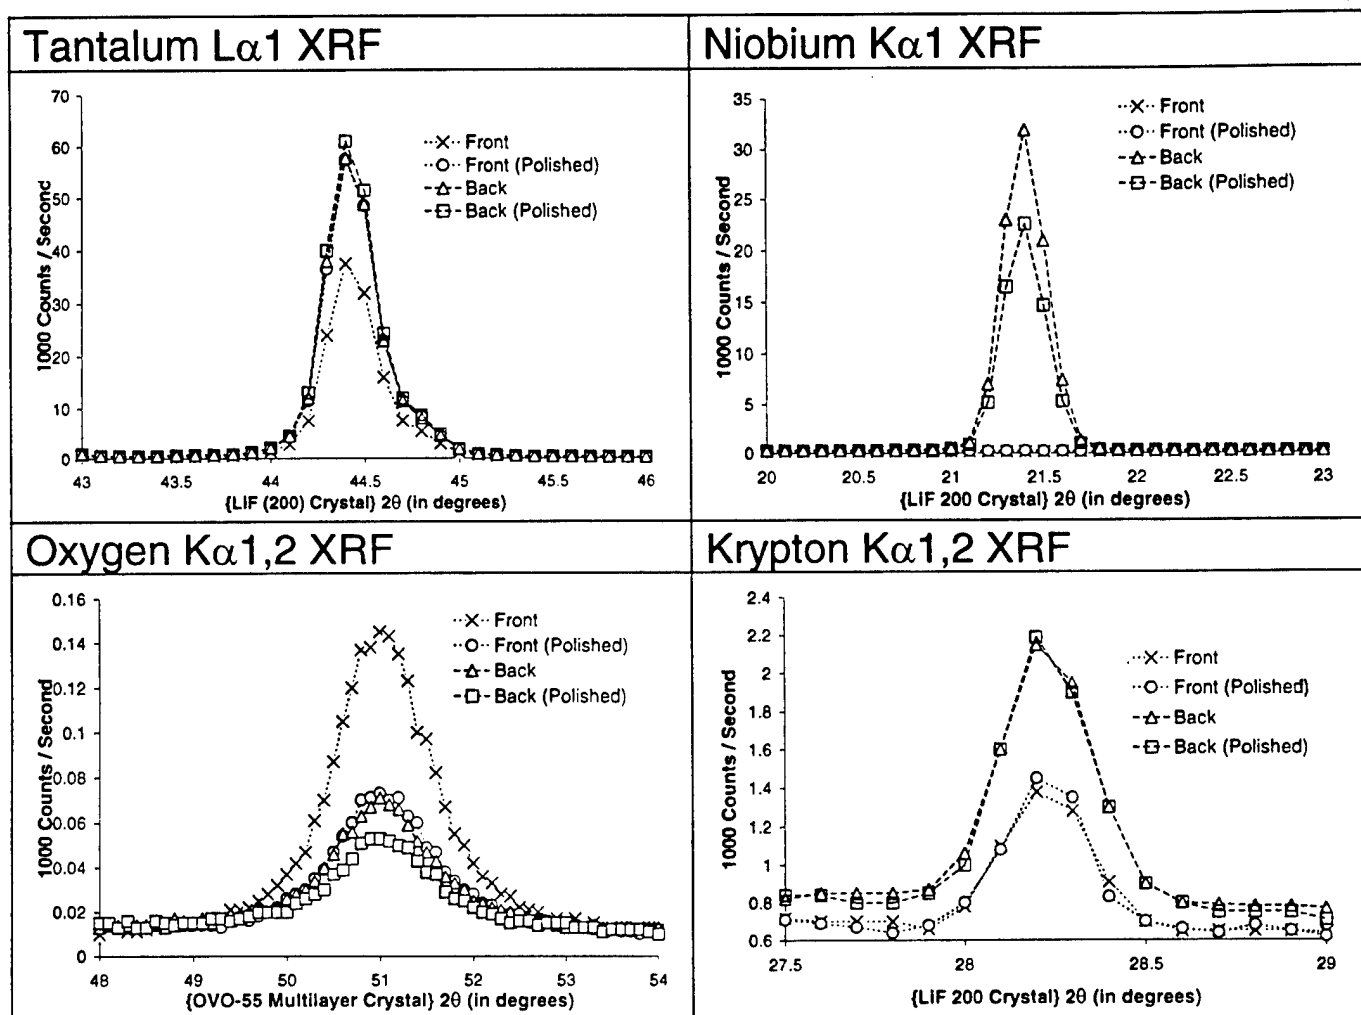 Tantalum Lα1 XRF
70
60
50
40
30
20
10
0
1000 Counts / Second
··×·· Front
··○·· Front (Polished)
--△-- Back
--□-- Back (Polished)
43
43.5
44
44.5
45
45.5
46
{LiF (200) Crystal} 2θ (in degrees)
Niobium Kα1 XRF
35
30
25
20
15
10
5
0
1000 Counts / Second
··×·· Front
··○·· Front (Polished)
--△-- Back
--□-- Back (Polished)
20
20.5
21
21.5
22
22.5
23
{LiF 200 Crystal} 2θ (in degrees)
Oxygen Kα1,2 XRF
0.16
0.14
0.12
0.1
0.08
0.06
0.04
0.02
0
1000 Counts / Second
··×·· Front
··○·· Front (Polished)
--△-- Back
--□-- Back (Polished)
48
49
50
51
52
53
54
{OVO-55 Multilayer Crystal} 2θ (in degrees)
Krypton Kα1,2 XRF
2.4
2.2
2
1.8
1.6
1.4
1.2
1
0.8
0.6
1000 Counts / Second
··×·· Front
··○·· Front (Polished)
--△-- Back
--□-- Back (Polished)
27.5
28
28.5
29
{LiF 200 Crystal} 2θ (in degrees)